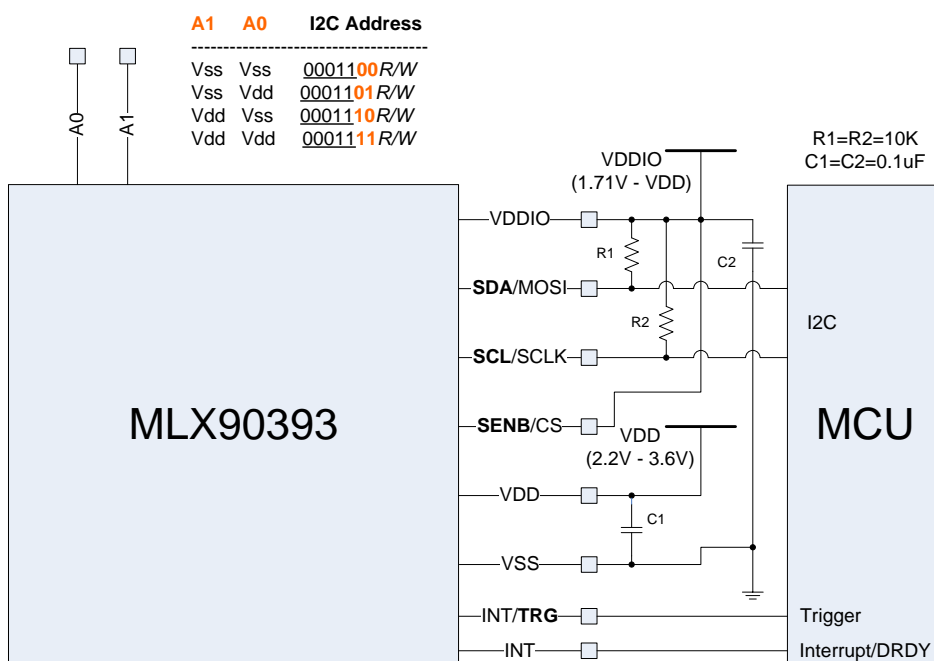 A1 A0 I2C Address
------------------------------------
Vss Vss 0001100R/W
Vss Vdd 0001101R/W
Vdd Vss 0001110R/W
Vdd Vdd 0001111R/W
A0
A1
R1=R2=10K
C1=C2=0.1uF
VDDIO
(1.71V - VDD)
VDDIO
R1
C2
SDA/MOSI
R2
I2C
SCL/SCLK
MLX90393
MCU
SENB/CS
VDD
(2.2V - 3.6V)
VDD
C1
VSS
INT/TRG
Trigger
INT
Interrupt/DRDY